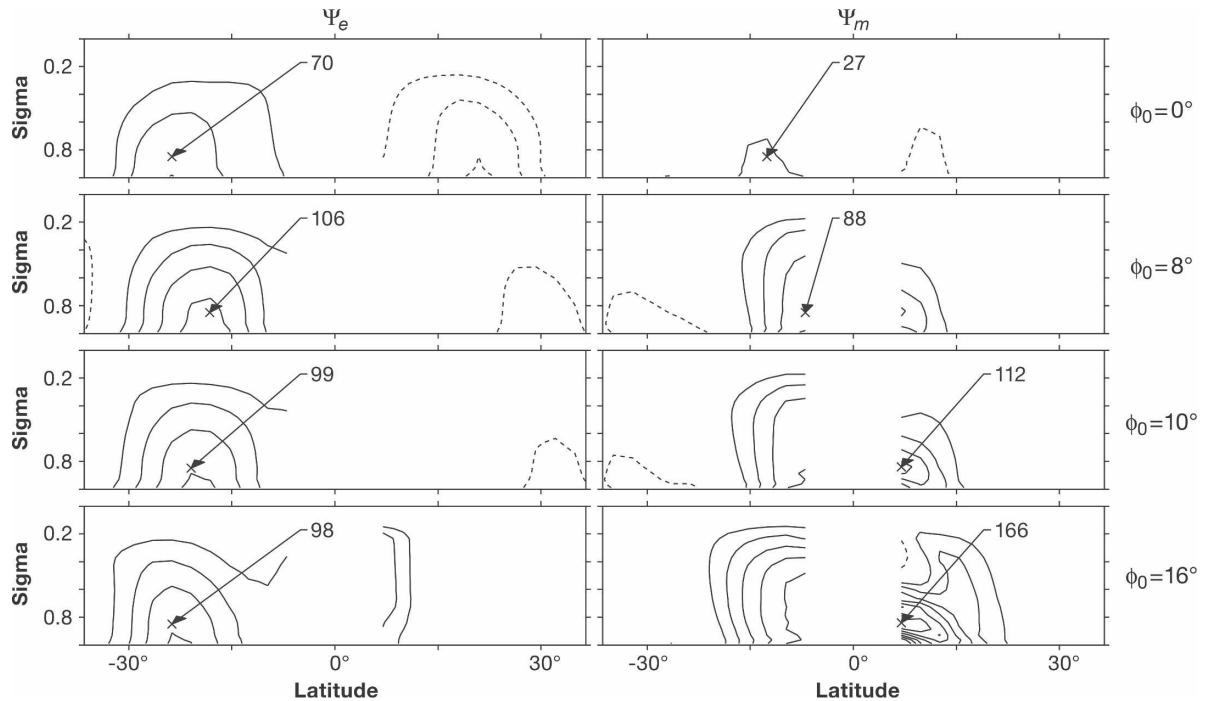 Ψe Ψm
Sigma 0.2 0.8 70 27 ϕ0=0°
Sigma 0.2 0.8 106 88 ϕ0=8°
Sigma 0.2 0.8 99 112 ϕ0=10°
Sigma 0.2 0.8 98 166 ϕ0=16°
-30° 0° 30° -30° 0° 30°
Latitude Latitude